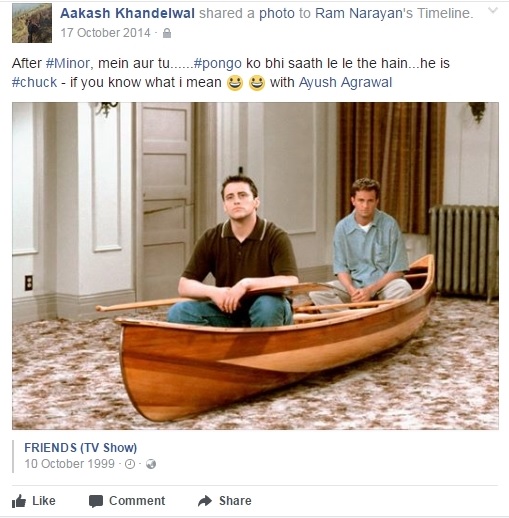 Aakash Khandelwal shared a photo to Ram Narayan's Timeline.
17 October 2014 ·
After #Minor, mein aur tu......#pongo ko bhi saath le le the hain...he is
#chuck - if you know what i mean 😀 😀 with Ayush Agrawal
FRIENDS (TV Show)
10 October 1999 · ·
Like Comment Share